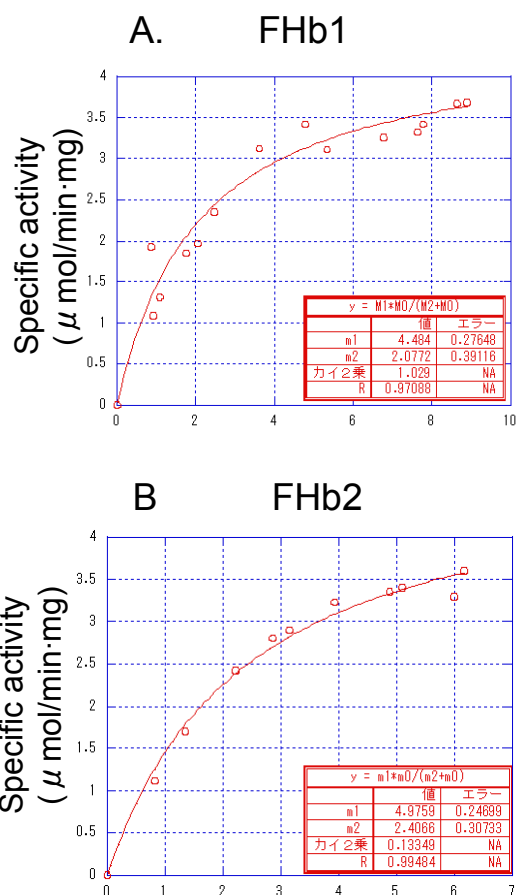 A. FHb1
Specific activity
(μ mol/min·mg)
4
3.5
3
2.5
2
1.5
1
0.5
0
0 2 4 6 8 10
y = M1*M0/(M2+M0)
値 エラー
m1 4.484 0.27648
m2 2.0772 0.39116
カイ2乗 1.029 NA
R 0.97088 NA
B FHb2
Specific activity
(μ mol/min·mg)
4
3.5
3
2.5
2
1.5
1
0.5
0
0 1 2 3 4 5 6 7
y = m1*m0/(m2+m0)
値 エラー
m1 4.9759 0.24699
m2 2.4066 0.30733
カイ2乗 0.13349 NA
R 0.99484 NA